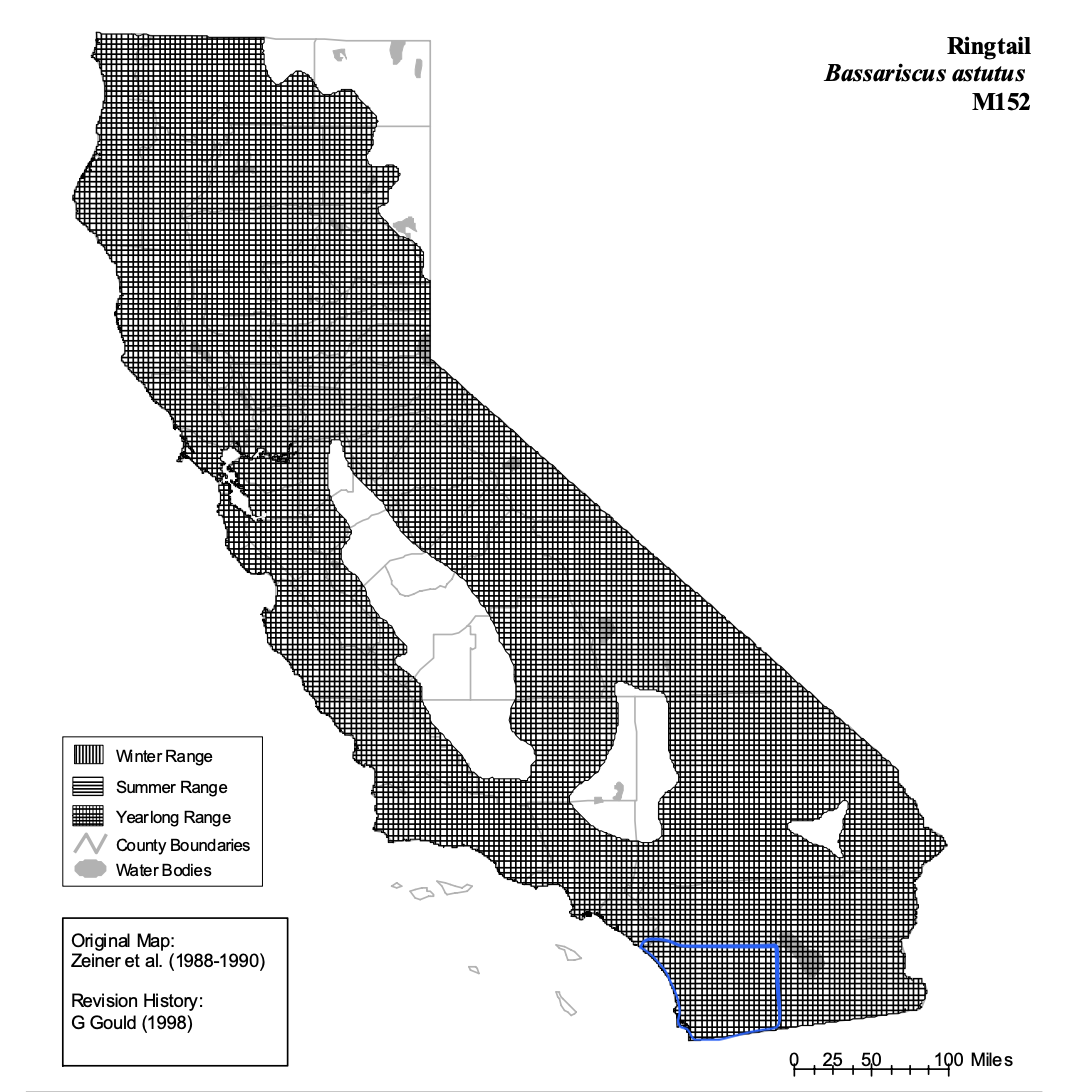 Ringtail
Bassariscus astutus
M152
Winter Range
Summer Range
Yearlong Range
County Boundaries
Water Bodies
Original Map:
Zeiner et al. (1988-1990)
Revision History:
G Gould (1998)
0 25 50 100 Miles